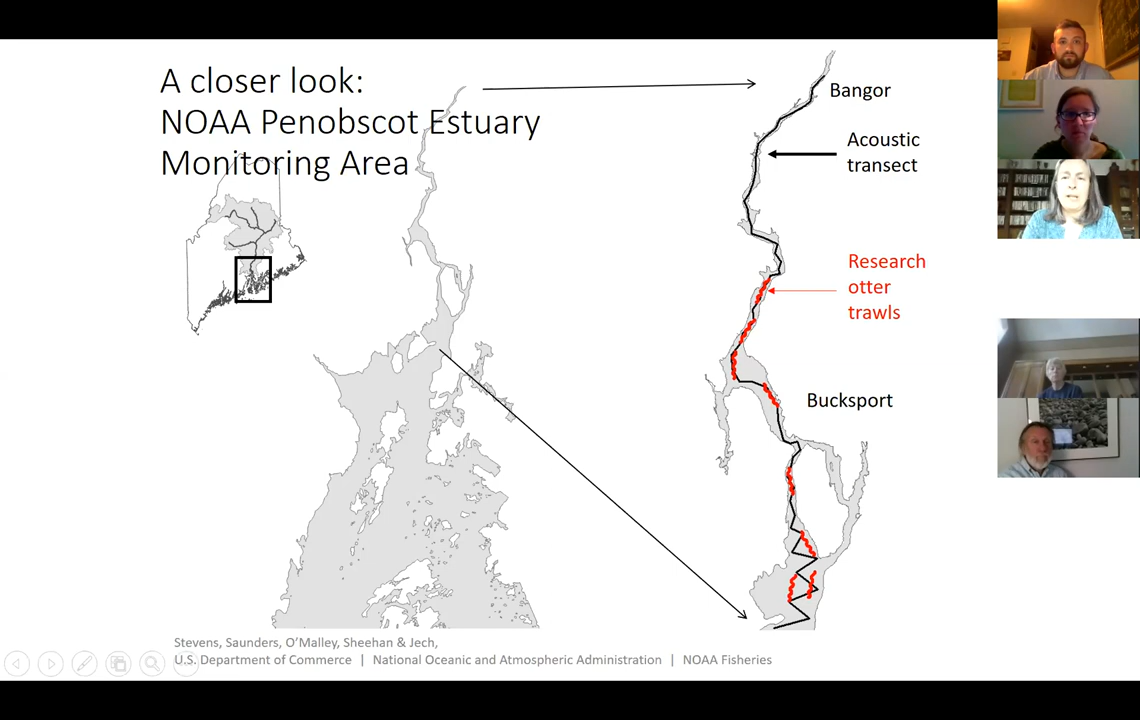 A closer look:
NOAA Penobscot Estuary
Monitoring Area
Bangor
Acoustic
transect
Research
otter
trawls
Bucksport
Stevens, Saunders, O'Malley, Sheehan & Jech,
U.S. Department of Commerce | National Oceanic and Atmospheric Administration | NOAA Fisheries